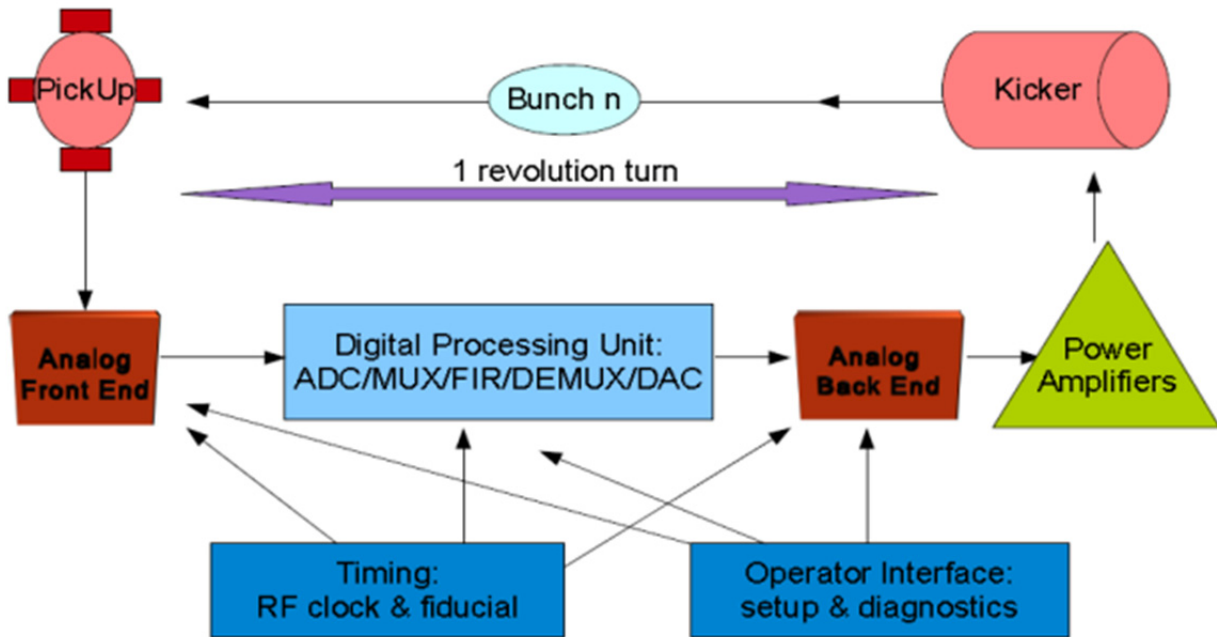 PickUp
Bunch n
Kicker
1 revolution turn
Analog
Front End
Digital Processing Unit:
ADC/MUX/FIR/DEMUX/DAC
Analog
Back End
Power
Amplifiers
Timing:
RF clock & fiducial
Operator Interface:
setup & diagnostics